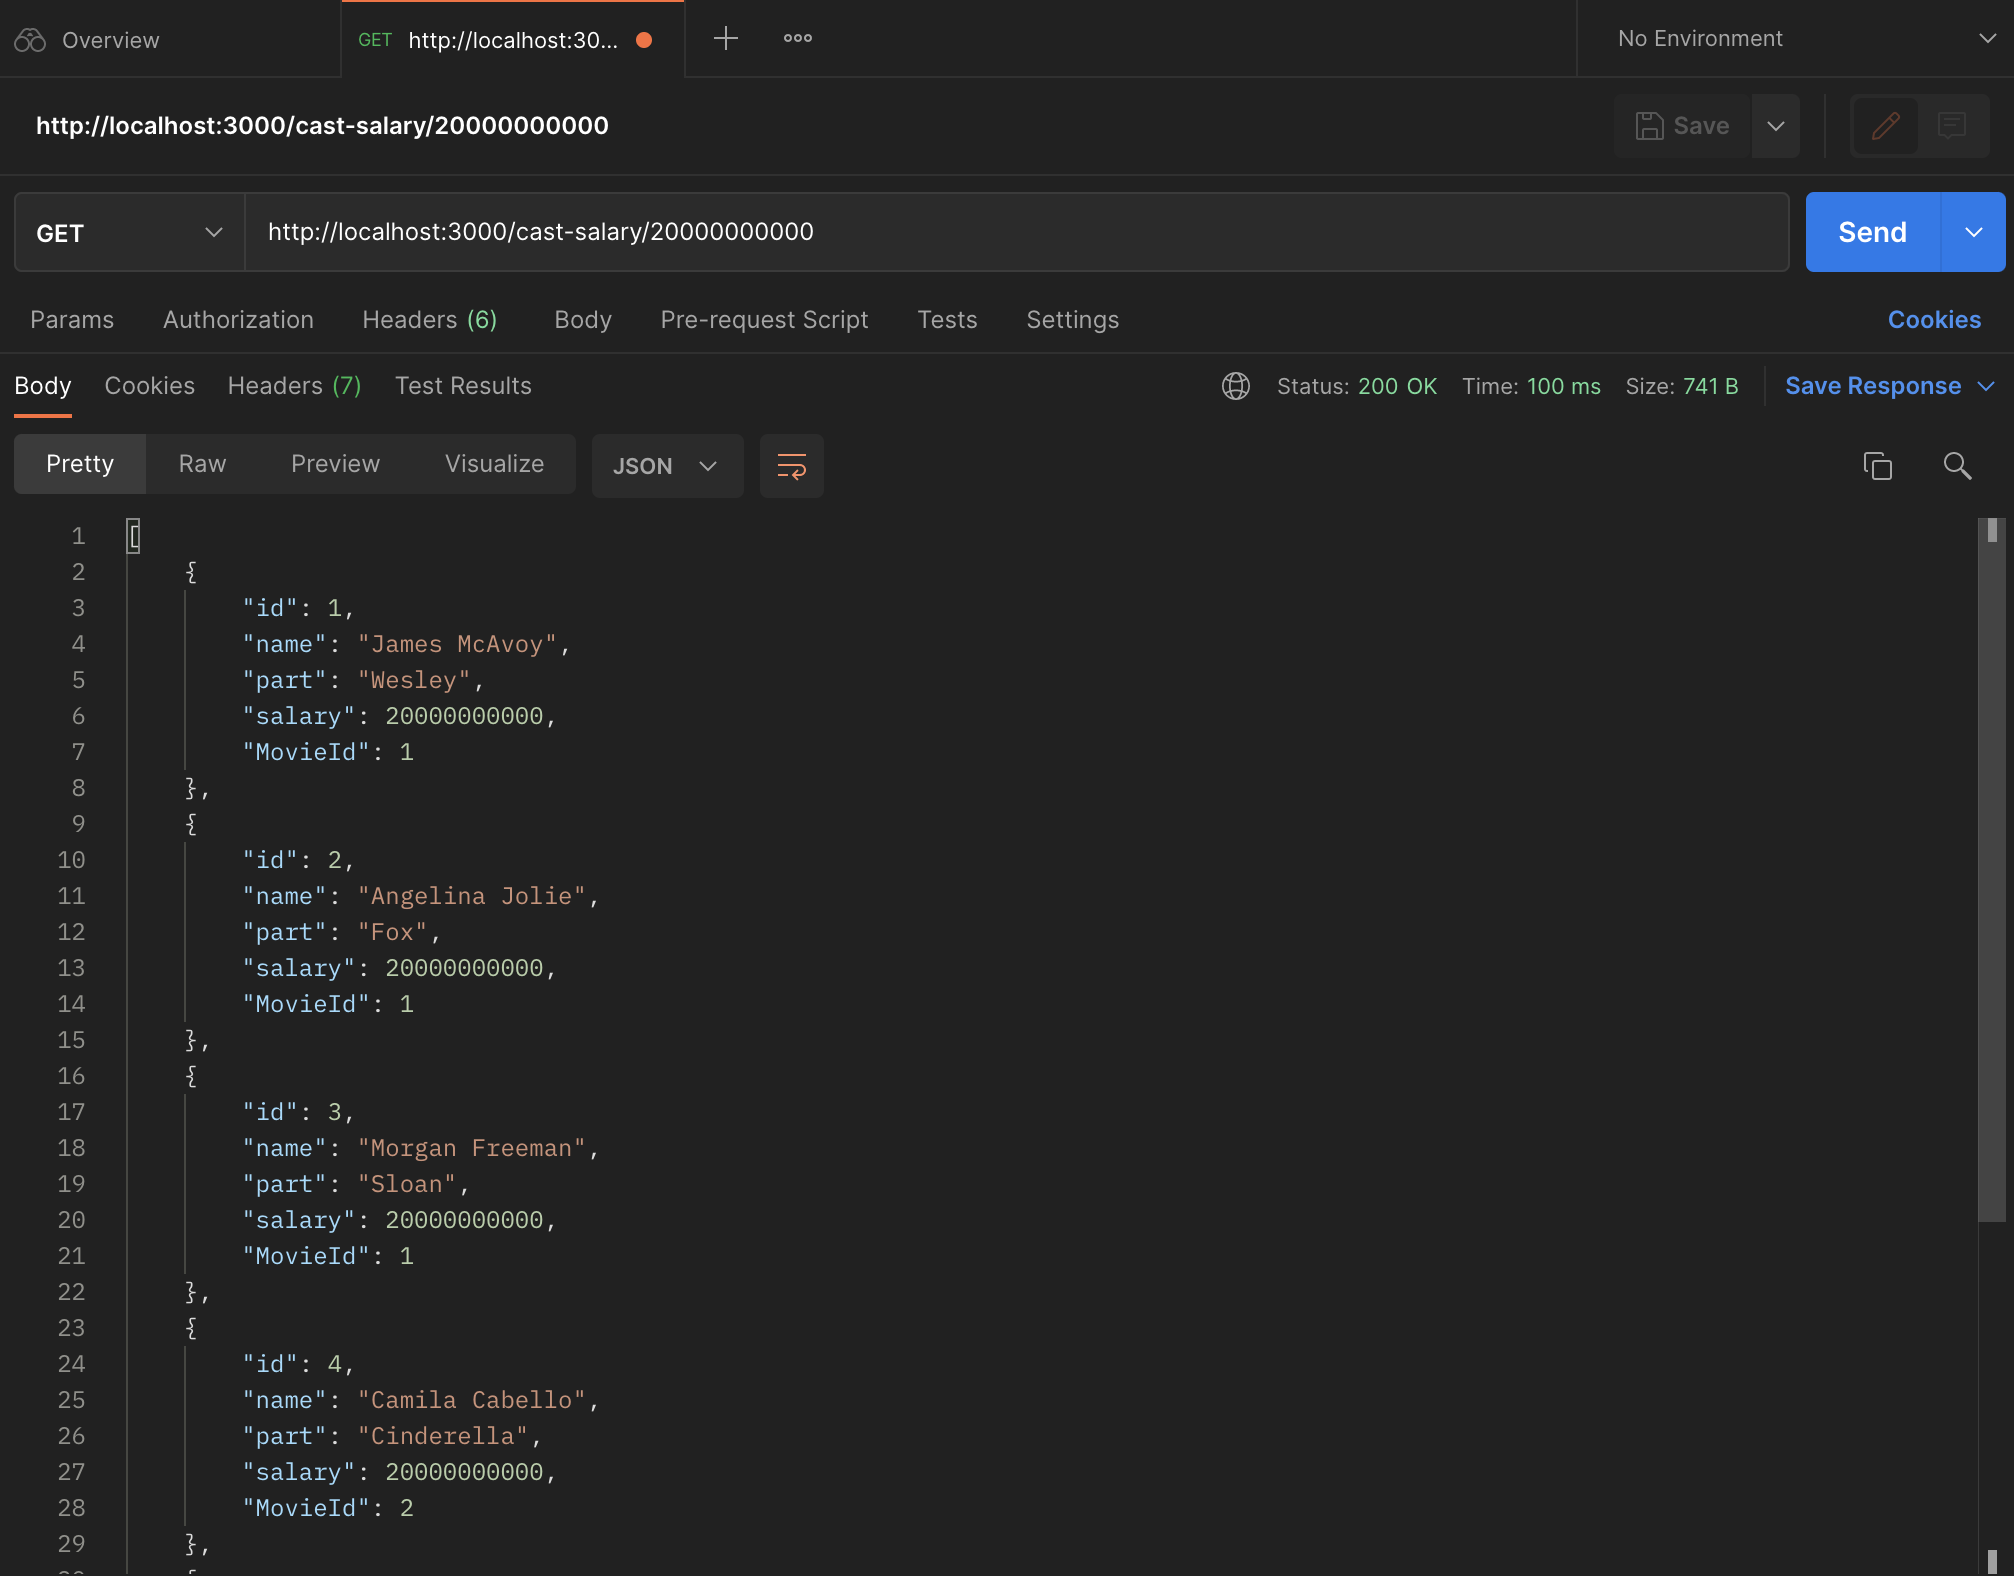 Overview
GET http://localhost:30...
No Environment
http://localhost:3000/cast-salary/20000000000
Save
GET
http://localhost:3000/cast-salary/20000000000
Send
Params Authorization Headers (6) Body Pre-request Script Tests Settings Cookies
Body Cookies Headers (7) Test Results Status: 200 OK Time: 100 ms Size: 741 B Save Response
Pretty Raw Preview Visualize JSON
1 [
2 {
3 "id": 1,
4 "name": "James McAvoy",
5 "part": "Wesley",
6 "salary": 20000000000,
7 "MovieId": 1
8 },
9 {
10 "id": 2,
11 "name": "Angelina Jolie",
12 "part": "Fox",
13 "salary": 20000000000,
14 "MovieId": 1
15 },
16 {
17 "id": 3,
18 "name": "Morgan Freeman",
19 "part": "Sloan",
20 "salary": 20000000000,
21 "MovieId": 1
22 },
23 {
24 "id": 4,
25 "name": "Camila Cabello",
26 "part": "Cinderella",
27 "salary": 20000000000,
28 "MovieId": 2
29 },